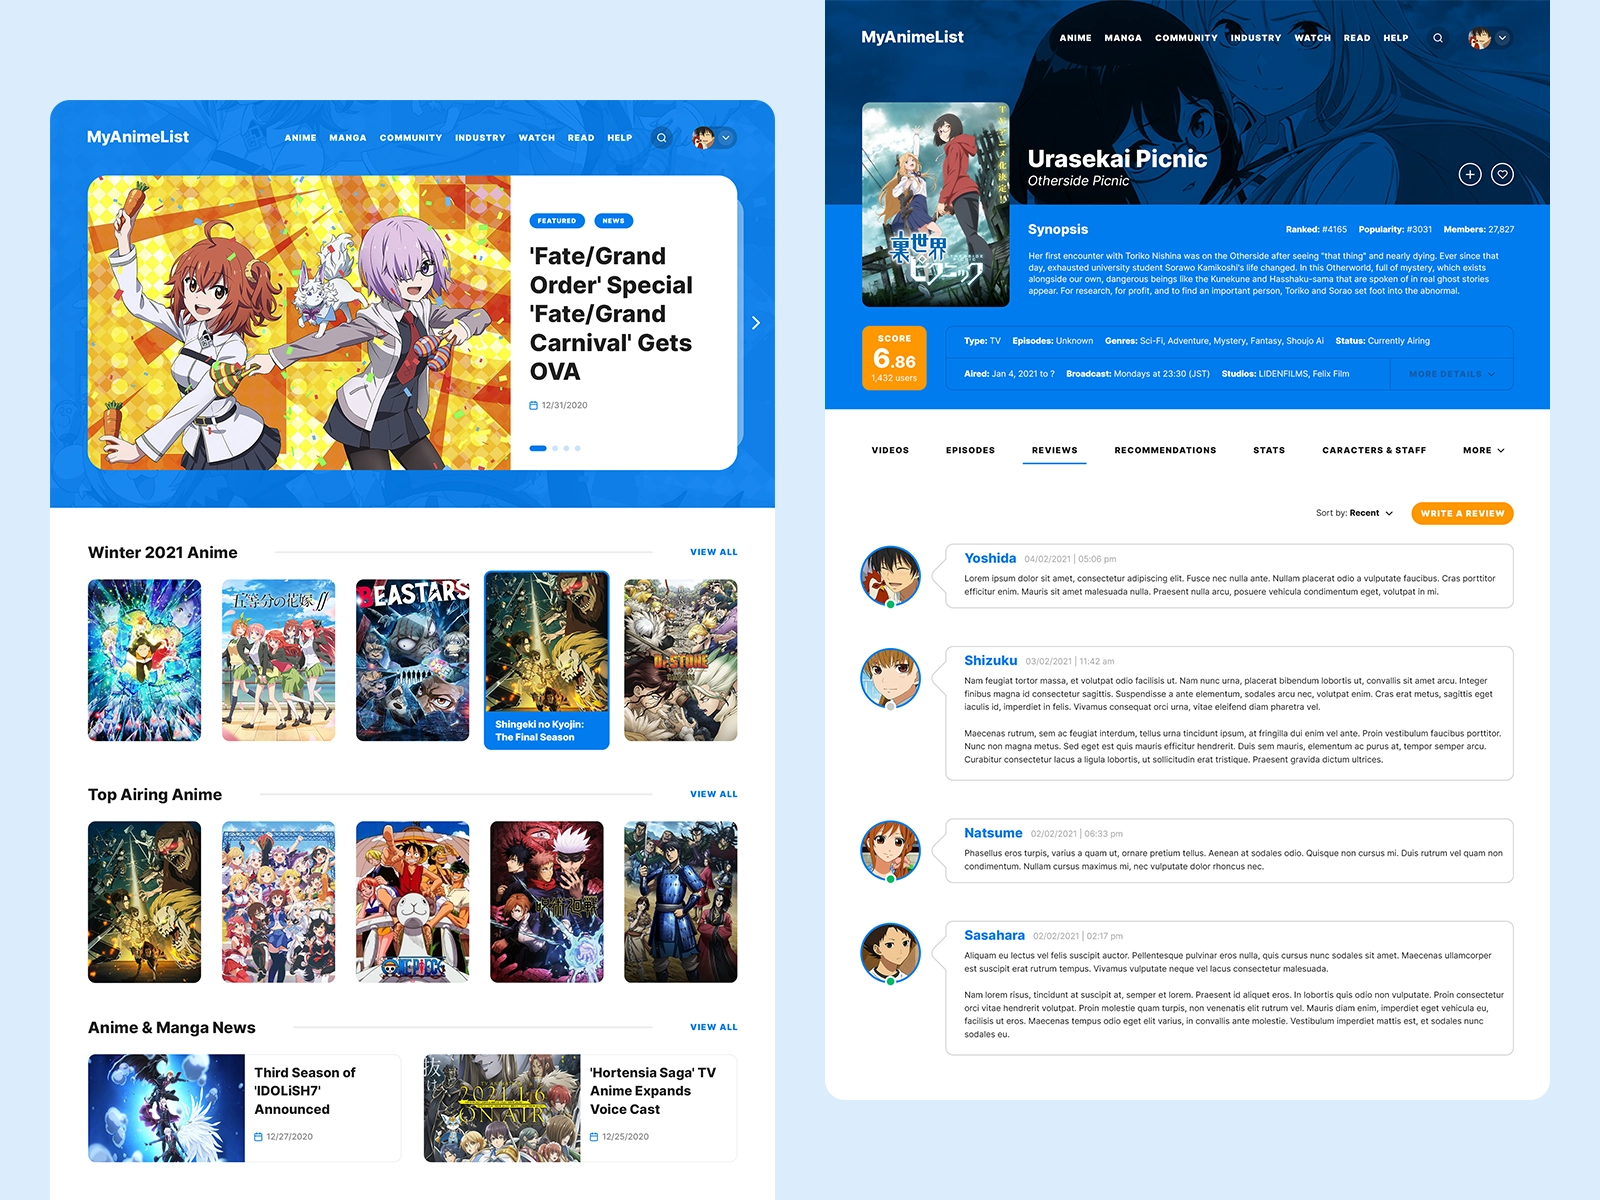 MyAnimeList
ANIME MANGA COMMUNITY INDUSTRY WATCH READ HELP
FEATURED NEWS
'Fate/Grand
Order' Special
'Fate/Grand
Carnival' Gets
OVA
12/31/2020
Winter 2021 Anime
VIEW ALL
五等分の花嫁∬
BEASTARS
Shingeki no Kyojin:
The Final Season
Dr.STONE
Top Airing Anime
VIEW ALL
ONE PIECE
呪術廻戦
Anime & Manga News
VIEW ALL
Third Season of
'IDOLiSH7'
Announced
12/27/2020
2021.1.6
ON AIR
'Hortensia Saga' TV
Anime Expands
Voice Cast
12/25/2020
MyAnimeList
ANIME MANGA COMMUNITY INDUSTRY WATCH READ HELP
TVアニメ化決定!!
裏世界
ピクニック
Urasekai Picnic
Otherside Picnic
Synopsis
Ranked: #4165 Popularity: #3031 Members: 27,827
Her first encounter with Toriko Nishina was on the Otherside after seeing "that thing" and nearly dying. Ever since that
day, exhausted university student Sorawo Kamikoshi's life changed. In this Otherworld, full of mystery, which exists
alongside our own, dangerous beings like the Kunekune and Hasshaku-sama that are spoken of in real ghost stories
appear. For research, for profit, and to find an important person, Toriko and Sorao set foot into the abnormal.
SCORE
6.86
1,432 users
Type: TV Episodes: Unknown Genres: Sci-Fi, Adventure, Mystery, Fantasy, Shoujo Ai Status: Currently Airing
Aired: Jan 4, 2021 to ? Broadcast: Mondays at 23:30 (JST) Studios: LIDENFILMS, Felix Film
MORE DETAILS
VIDEOS EPISODES REVIEWS RECOMMENDATIONS STATS CARACTERS & STAFF MORE
Sort by: Recent
WRITE A REVIEW
Yoshida 04/02/2021 | 05:06 pm
Lorem ipsum dolor sit amet, consectetur adipiscing elit. Fusce nec nulla ante. Nullam placerat odio a vulputate faucibus. Cras porttitor
efficitur enim. Mauris sit amet malesuada nulla. Praesent nulla arcu, posuere vehicula condimentum eget, volutpat in mi.
Shizuku 03/02/2021 | 11:42 am
Nam feugiat tortor massa, et volutpat odio facilisis ut. Nam nunc urna, placerat bibendum lobortis ut, convallis sit amet arcu. Integer
finibus magna id consectetur sagittis. Suspendisse a ante elementum, sodales arcu nec, volutpat enim. Cras erat metus, sagittis eget
iaculis id, imperdiet in felis. Vivamus consequat orci urna, vitae eleifend diam pharetra vel.
Maecenas rutrum, sem ac feugiat interdum, tellus urna tincidunt ipsum, at fringilla dui enim vel ante. Proin vestibulum faucibus porttitor.
Nunc non magna metus. Sed eget est quis mauris efficitur hendrerit. Duis sem mauris, elementum ac purus at, tempor semper arcu.
Curabitur consectetur lacus a ligula lobortis, ut sollicitudin erat tristique. Praesent gravida dictum ultrices.
Natsume 02/02/2021 | 06:33 pm
Phasellus eros turpis, varius a quam ut, ornare pretium tellus. Aenean at sodales odio. Quisque non cursus mi. Duis rutrum vel quam non
condimentum. Nullam cursus maximus mi, nec vulputate dolor rhoncus nec.
Sasahara 02/02/2021 | 02:17 pm
Aliquam eu lectus vel felis suscipit auctor. Pellentesque pulvinar eros nulla, quis cursus nunc sodales sit amet. Maecenas ullamcorper
est suscipit erat rutrum tempus. Vivamus vulputate neque vel lacus consectetur malesuada.
Nam lorem risus, tincidunt at suscipit at, semper et lorem. Praesent id aliquet eros. In lobortis quis odio non vulputate. Proin consectetur
orci vitae hendrerit volutpat. Proin molestie quam turpis, non venenatis elit rutrum vel. Mauris diam enim, imperdiet eget vehicula eu,
facilisis ut eros. Maecenas tempus odio eget elit varius, in convallis ante molestie. Vestibulum imperdiet mattis est, et sodales nunc
sodales eu.